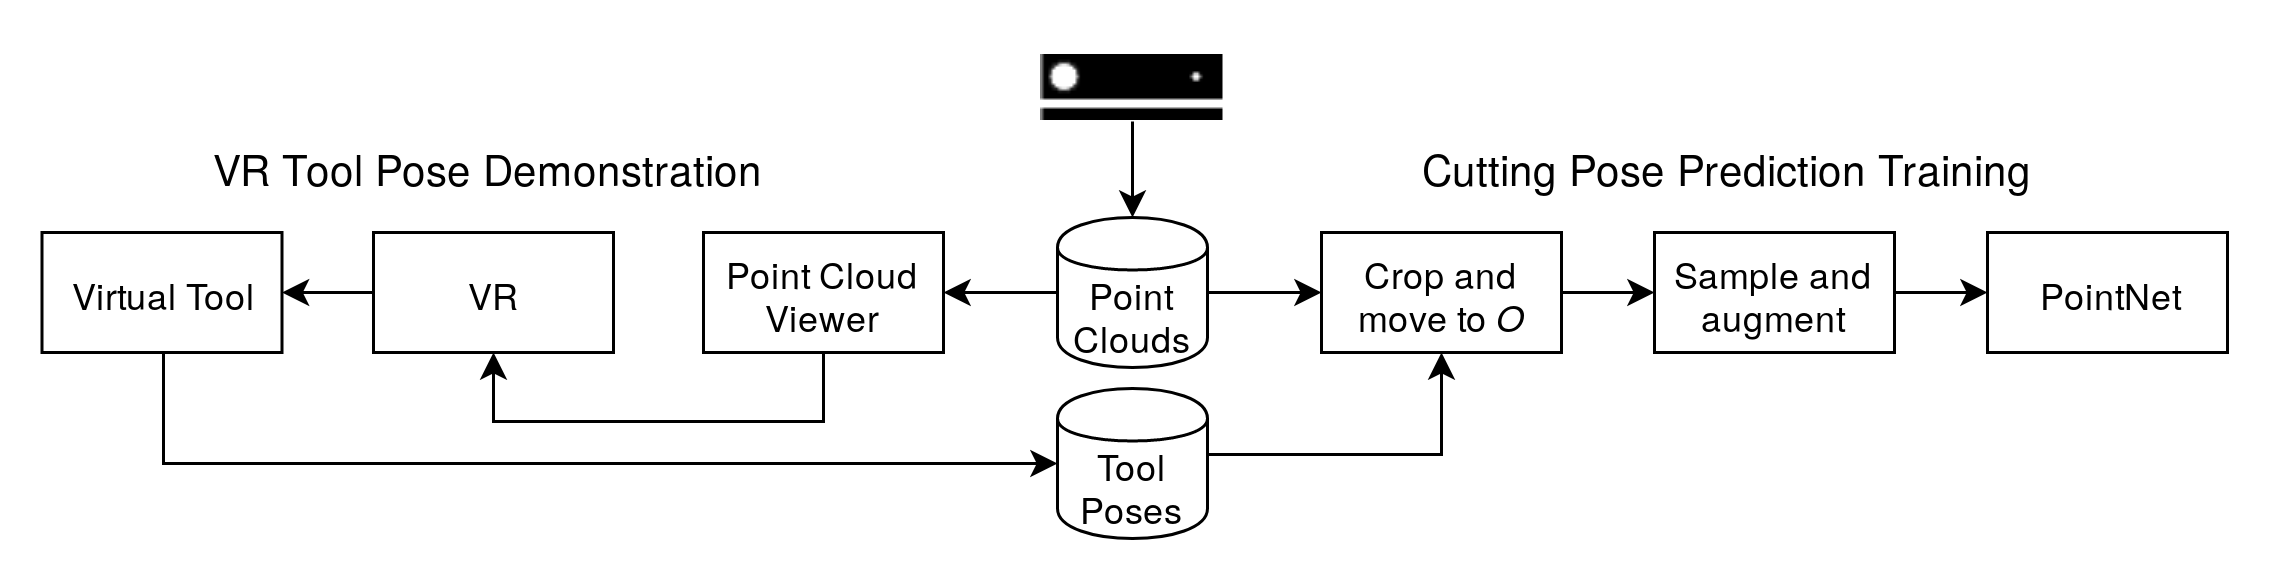 VR Tool Pose Demonstration
Cutting Pose Prediction Training
Virtual Tool
VR
Point Cloud
Viewer
Point
Clouds
Crop and
move to O
Sample and
augment
PointNet
Tool
Poses